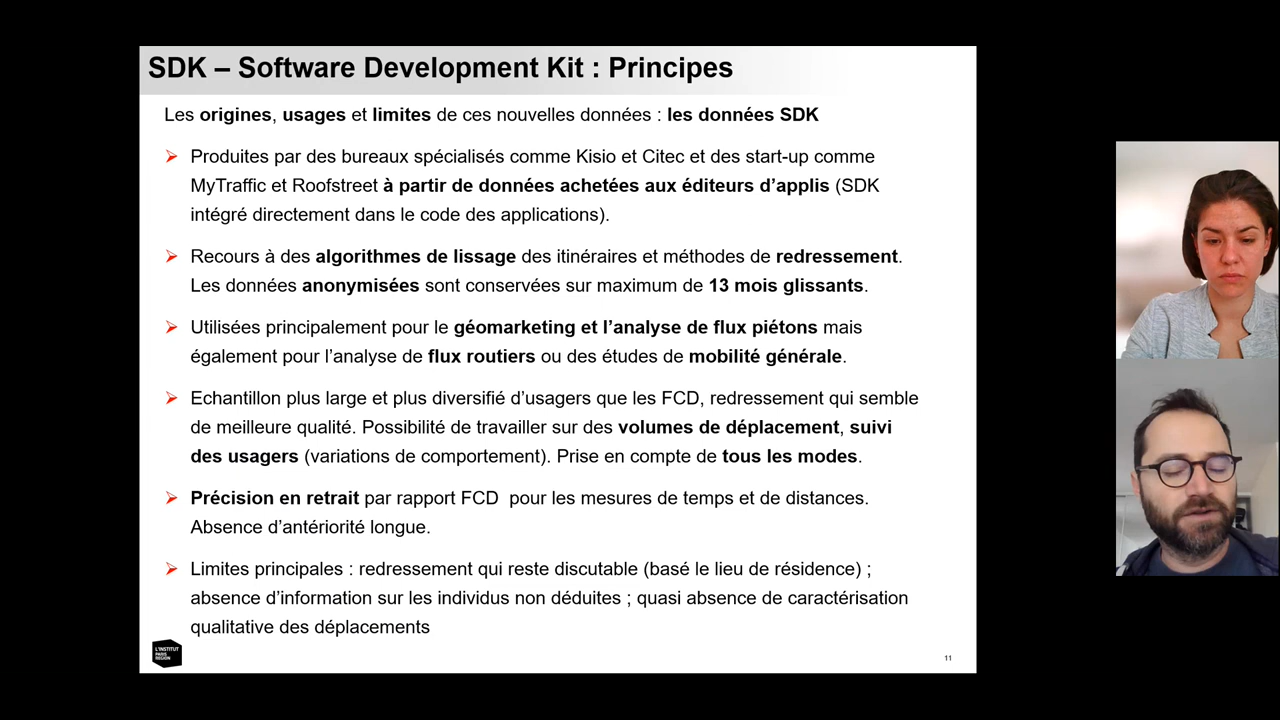 SDK – Software Development Kit : Principes
Les origines, usages et limites de ces nouvelles données : les données SDK
➢ Produites par des bureaux spécialisés comme Kisio et Citec et des start-up comme
MyTraffic et Roofstreet à partir de données achetées aux éditeurs d’applis (SDK
intégré directement dans le code des applications).
➢ Recours à des algorithmes de lissage des itinéraires et méthodes de redressement.
Les données anonymisées sont conservées sur maximum de 13 mois glissants.
➢ Utilisées principalement pour le géomarketing et l’analyse de flux piétons mais
également pour l’analyse de flux routiers ou des études de mobilité générale.
➢ Echantillon plus large et plus diversifié d’usagers que les FCD, redressement qui semble
de meilleure qualité. Possibilité de travailler sur des volumes de déplacement, suivi
des usagers (variations de comportement). Prise en compte de tous les modes.
➢ Précision en retrait par rapport FCD pour les mesures de temps et de distances.
Absence d’antériorité longue.
➢ Limites principales : redressement qui reste discutable (basé le lieu de résidence) ;
absence d’information sur les individus non déduites ; quasi absence de caractérisation
qualitative des déplacements
L’INSTITUT
PARIS
REGION
11